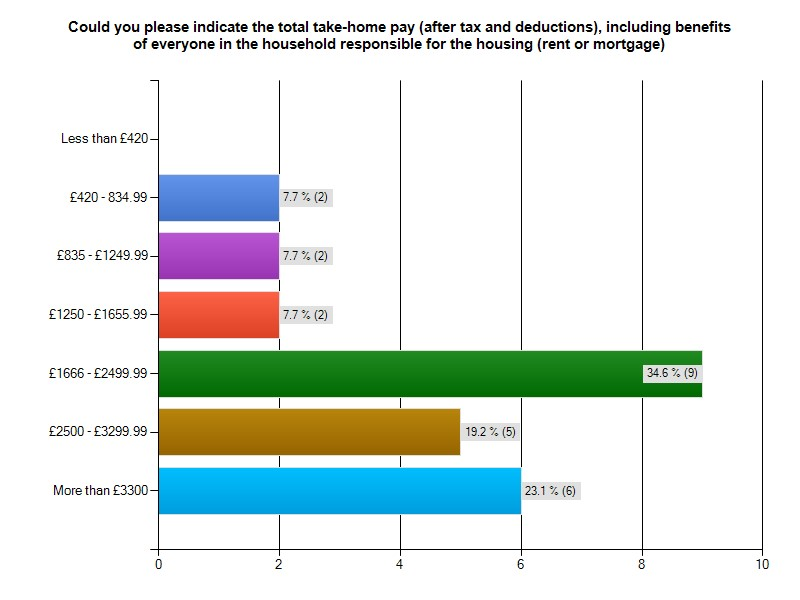 Could you please indicate the total take-home pay (after tax and deductions), including benefits
of everyone in the household responsible for the housing (rent or mortgage)
Less than £420
£420 - 834.99
7.7 % (2)
£835 - £1249.99
7.7 % (2)
£1250 - £1655.99
7.7 % (2)
£1666 - £2499.99
34.6 % (9)
£2500 - £3299.99
19.2 % (5)
More than £3300
23.1 % (6)
0 2 4 6 8 10